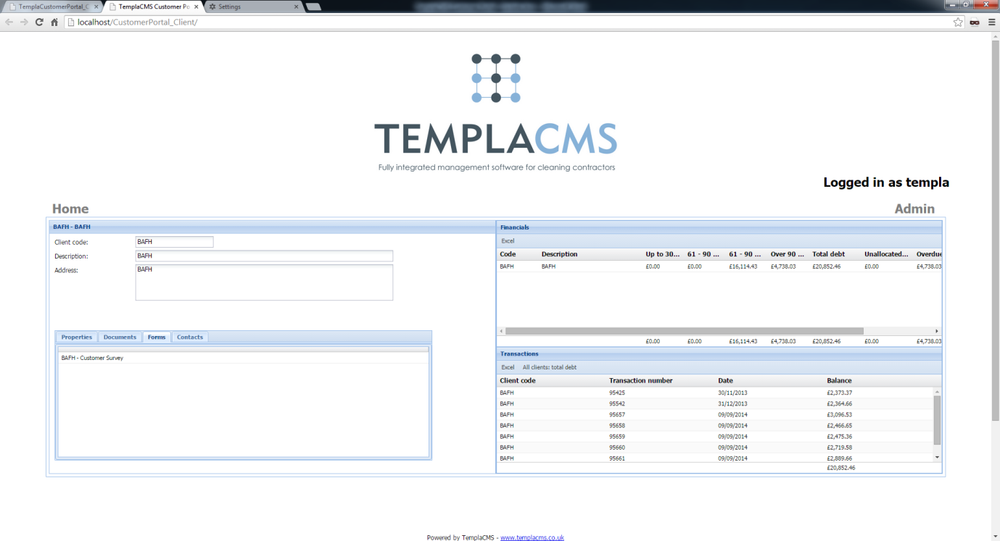 TemplaCustomerPortal_C
TemplaCMS Customer Po
Settings
localhost/CustomerPortal_Client/
TEMPLACMS
Fully integrated management software for cleaning contractors
Logged in as templa
Home Admin
BAFH - BAFH
Client code: BAFH
Description: BAFH
Address: BAFH
Properties Documents Forms Contacts
BAFH - Customer Survey
Financials
Excel
Code Description Up to 30... 61 - 90 ... 61 - 90 ... Over 90 ... Total debt Unallocated... Overdue
BAFH BAFH £0.00 £0.00 £16,114.43 £4,738.03 £20,852.46 £0.00 £4,738.03
£0.00 £0.00 £16,114.43 £4,738.03 £20,852.46 £0.00 £4,738.03
Transactions
Excel All clients: total debt
Client code Transaction number Date Balance
BAFH 95425 30/11/2013 £2,373.37
BAFH 95542 31/12/2013 £2,364.66
BAFH 95657 09/09/2014 £3,096.53
BAFH 95658 09/09/2014 £2,466.65
BAFH 95659 09/09/2014 £2,475.36
BAFH 95660 09/09/2014 £2,719.58
BAFH 95661 09/09/2014 £2,889.66
£20,852.46
Powered by TemplaCMS - www.templacms.co.uk